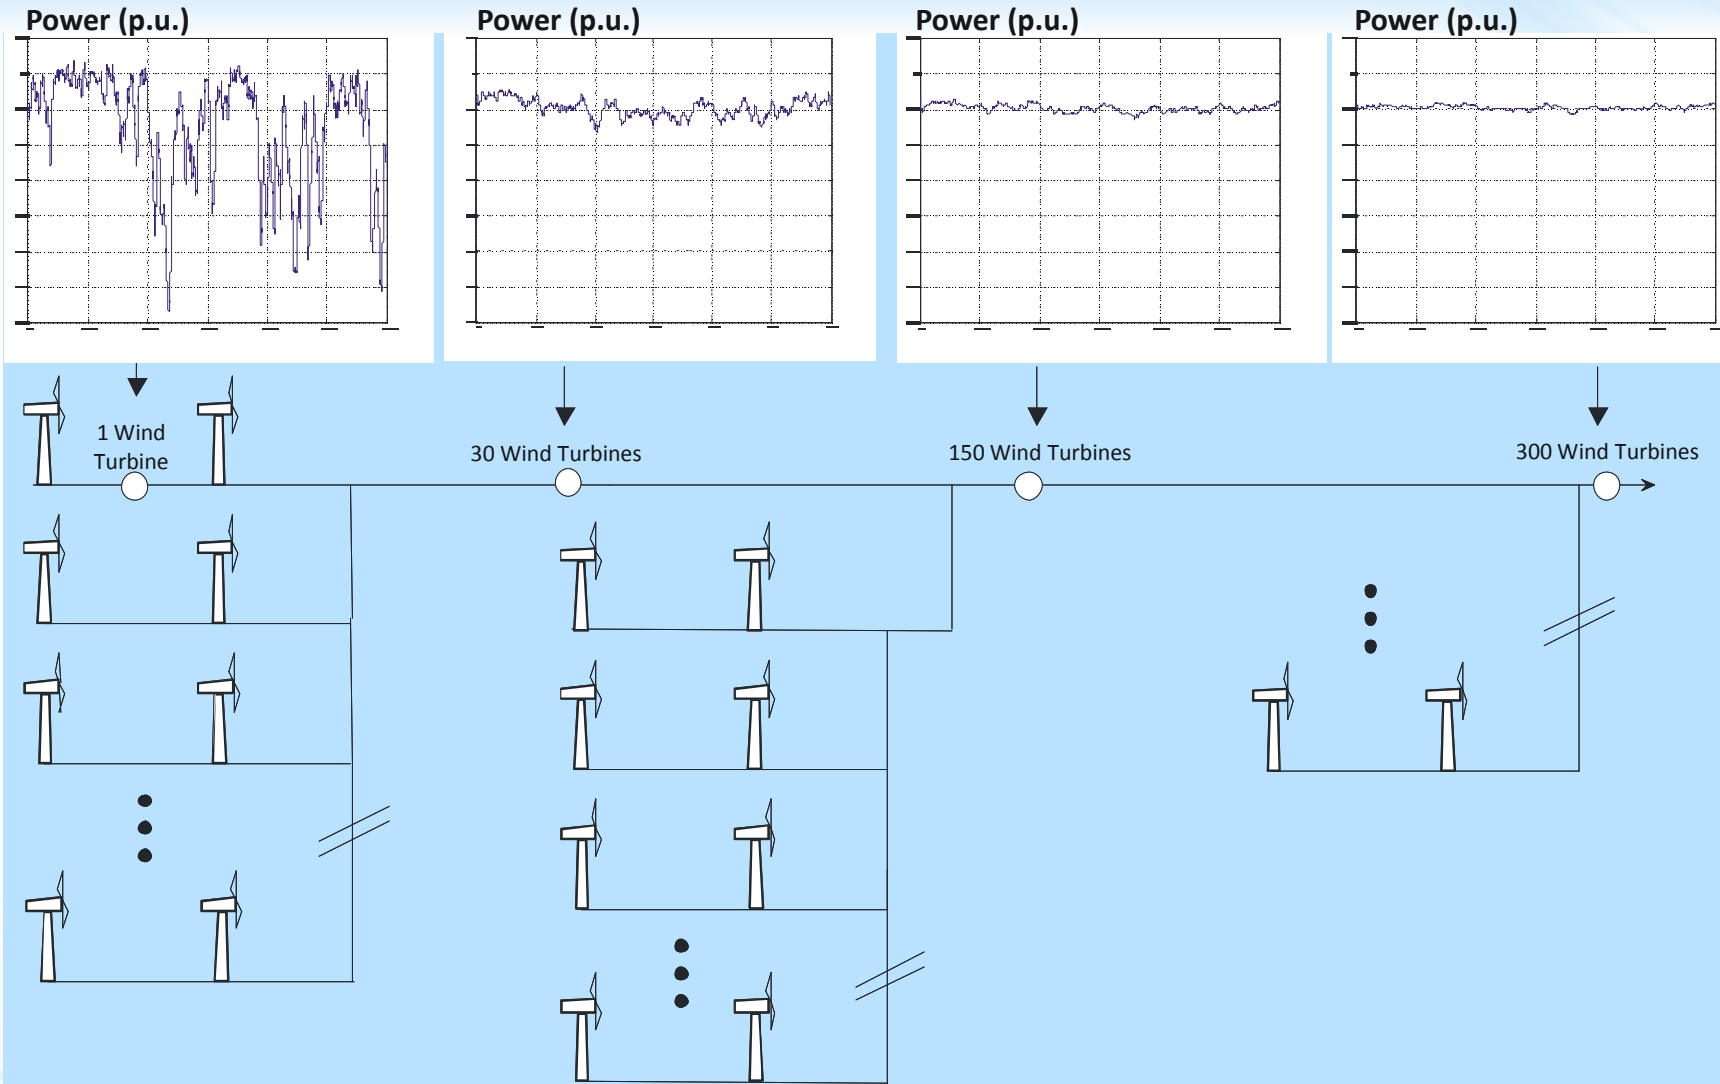 Power (p.u.)
Power (p.u.)
Power (p.u.)
Power (p.u.)
1 Wind
Turbine
30 Wind Turbines
150 Wind Turbines
300 Wind Turbines